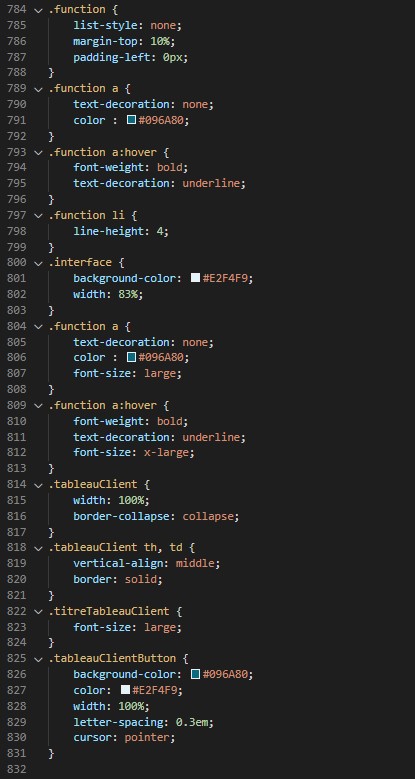 784 .function {
785 list-style: none;
786 margin-top: 10%;
787 padding-left: 0px;
788 }
789 .function a {
790 text-decoration: none;
791 color : #096A80;
792 }
793 .function a:hover {
794 font-weight: bold;
795 text-decoration: underline;
796 }
797 .function li {
798 line-height: 4;
799 }
800 .interface {
801 background-color: #E2F4F9;
802 width: 83%;
803 }
804 .function a {
805 text-decoration: none;
806 color : #096A80;
807 font-size: large;
808 }
809 .function a:hover {
810 font-weight: bold;
811 text-decoration: underline;
812 font-size: x-large;
813 }
814 .tableauClient {
815 width: 100%;
816 border-collapse: collapse;
817 }
818 .tableauClient th, td {
819 vertical-align: middle;
820 border: solid;
821 }
822 .titreTableauClient {
823 font-size: large;
824 }
825 .tableauClientButton {
826 background-color: #096A80;
827 color: #E2F4F9;
828 width: 100%;
829 letter-spacing: 0.3em;
830 cursor: pointer;
831 }
832